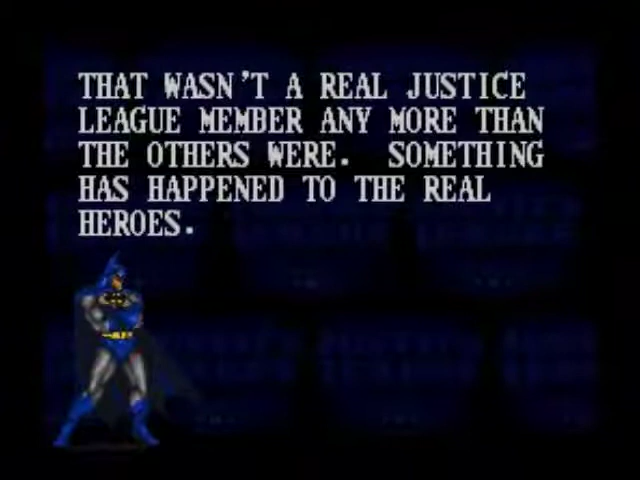 THAT WASN'T A REAL JUSTICE
LEAGUE MEMBER ANY MORE THAN
THE OTHERS WERE. SOMETHING
HAS HAPPENED TO THE REAL
HEROES.